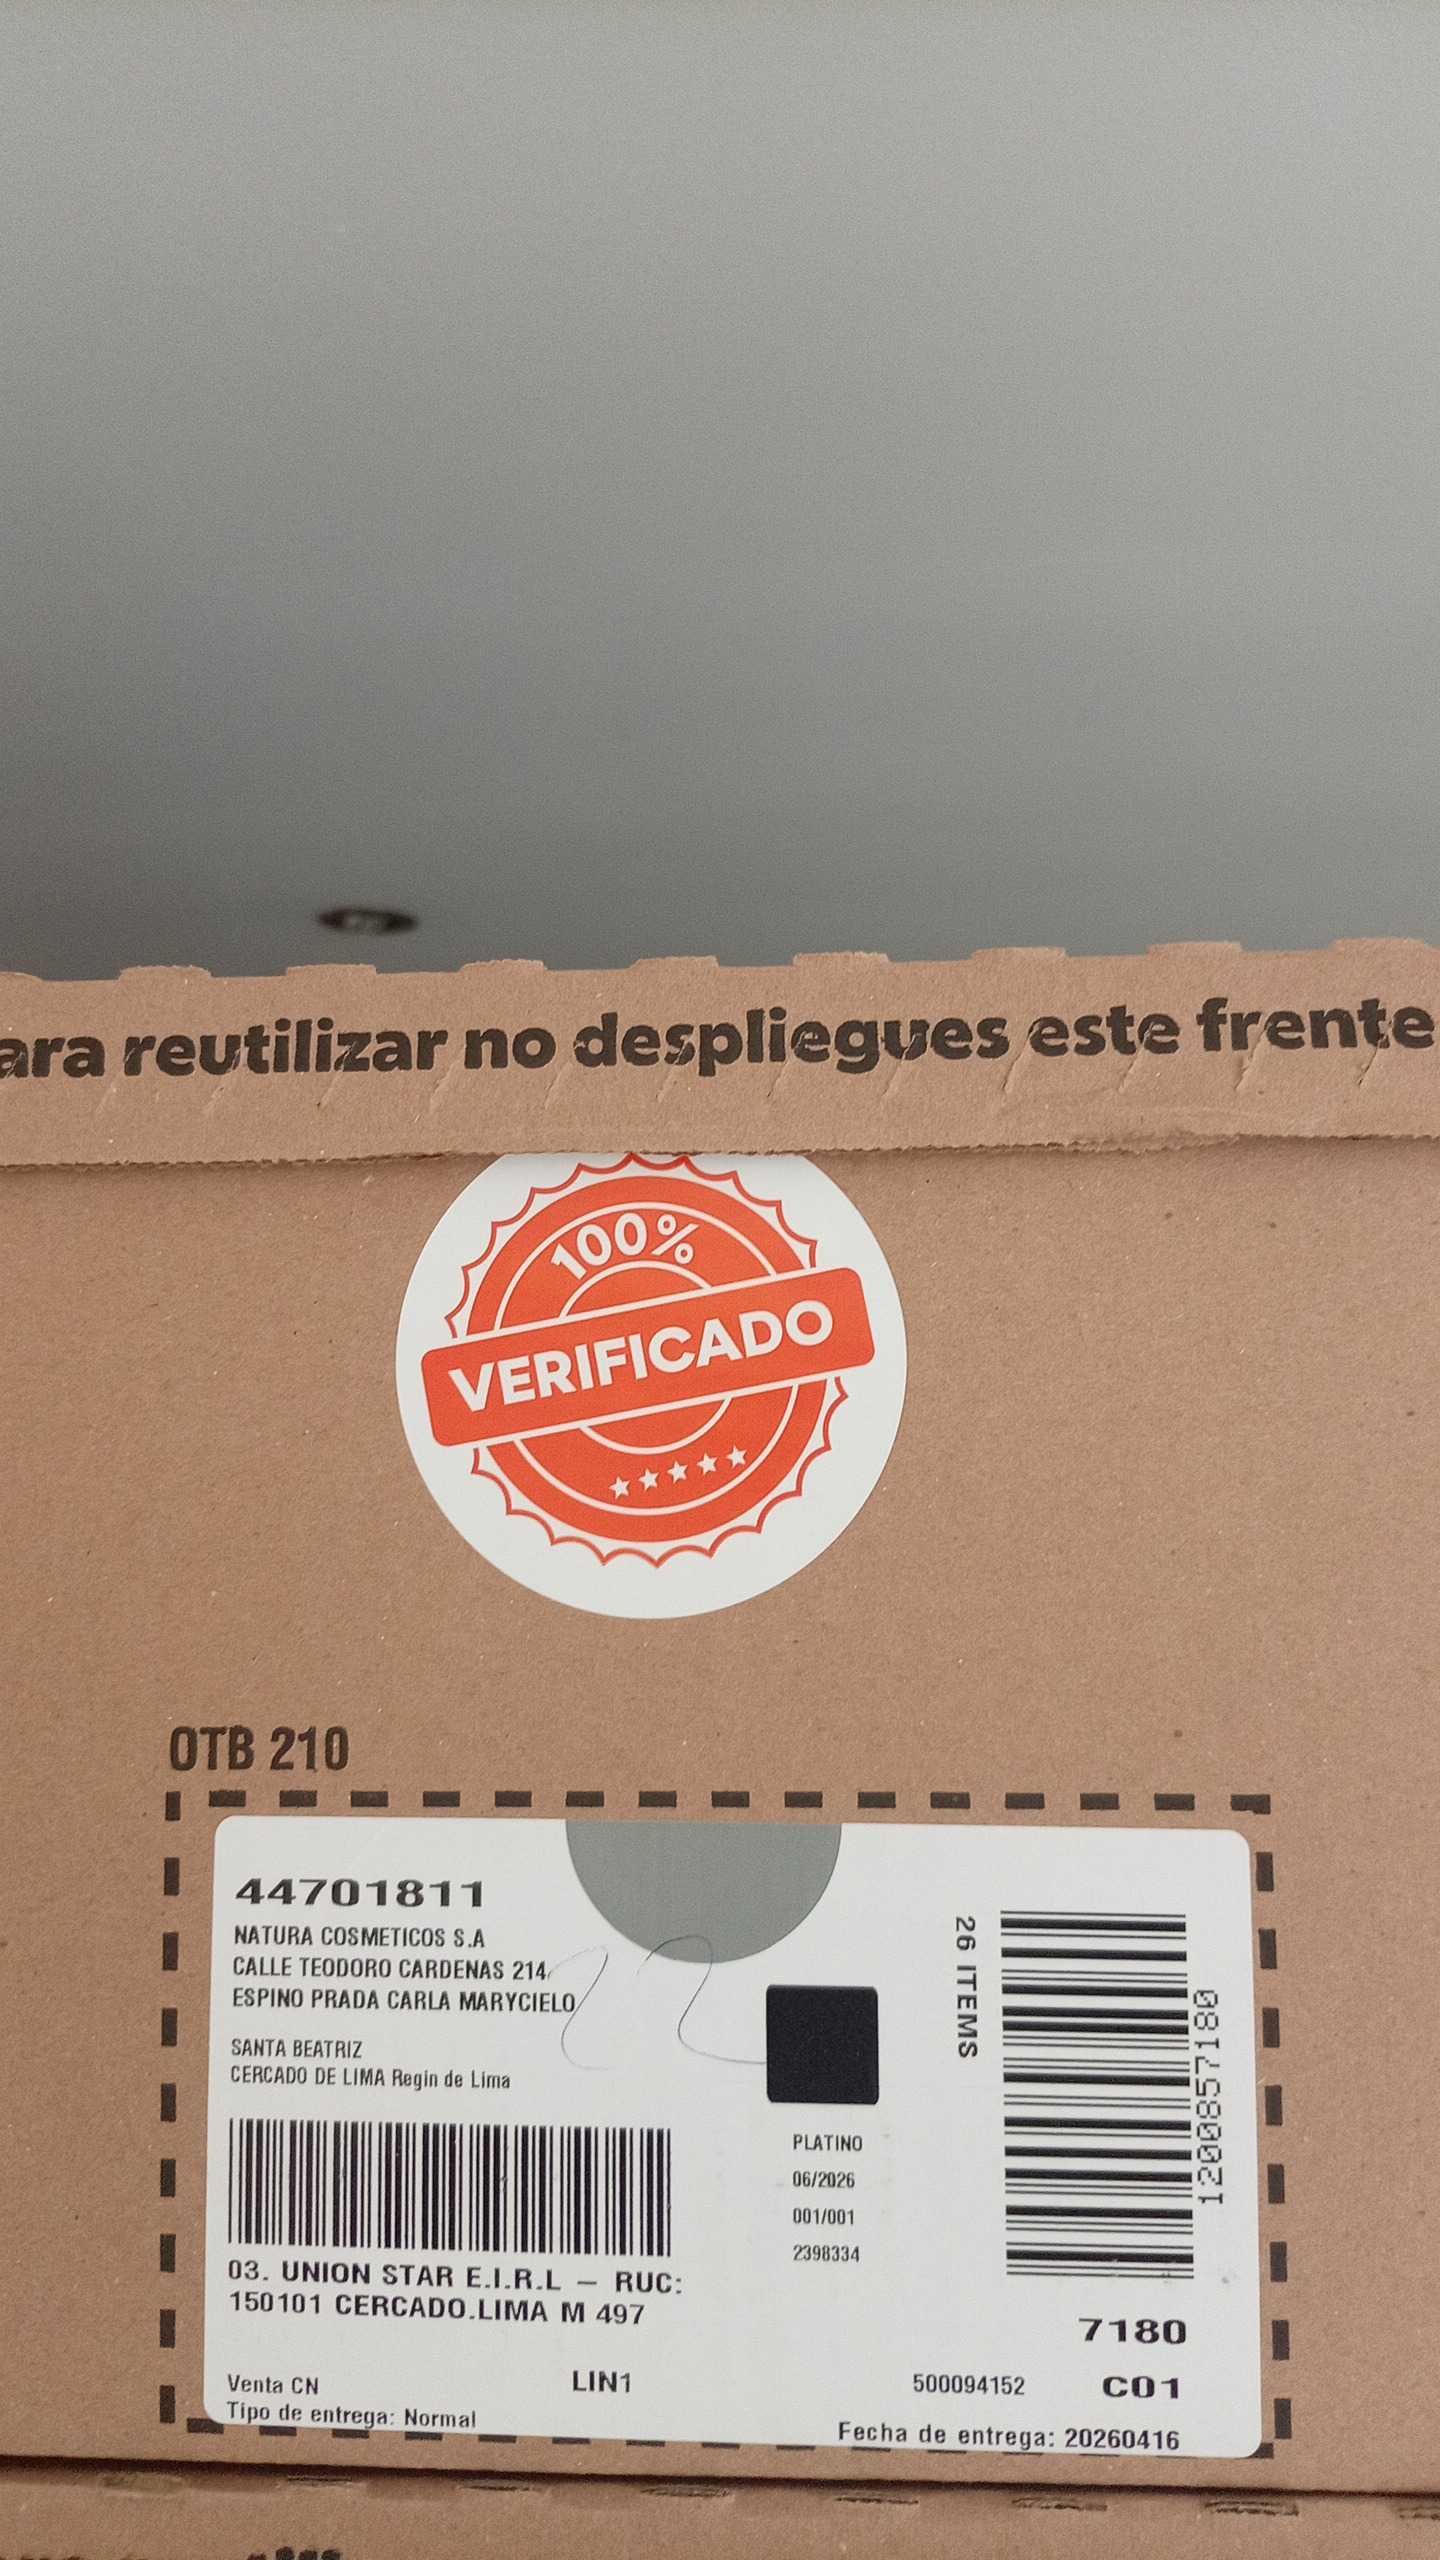 ara reutilizar no despliegues este frente
100%
VERIFICADO
OTB 210
44701811
NATURA COSMETICOS S.A
CALLE TEODORO CARDENAS 214
ESPINO PRADA CARLA MARYCIELO
SANTA BEATRIZ
CERCADO DE LIMA Regin de Lima
26 ITEMS
1200857180
PLATINO
06/2026
001/001
2398334
03. UNION STAR E.I.R.L – RUC:
150101 CERCADO.LIMA M 497
7180
Venta CN
LIN1
500094152
C01
Tipo de entrega: Normal
Fecha de entrega: 20260416